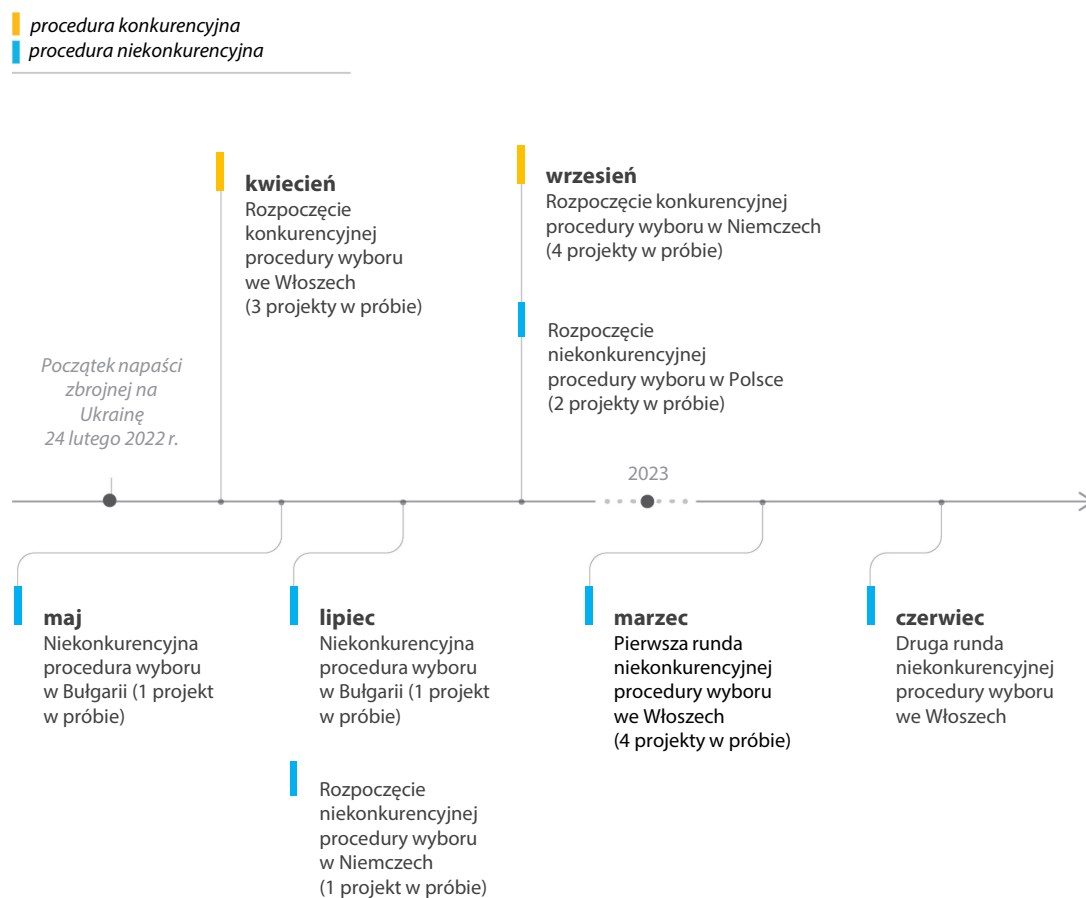 procedura konkurencyjna
procedura niekonkurencyjna
kwiecień
Rozpoczęcie
konkurencyjnej
procedury wyboru
we Włoszech
(3 projekty w próbie)
wrzesień
Rozpoczęcie konkurencyjnej
procedury wyboru w Niemczech
(4 projekty w próbie)
Rozpoczęcie
niekonkurencyjnej
procedury wyboru w Polsce
(2 projekty w próbie)
Początek napaści
zbrojnej na
Ukrainę
24 lutego 2022 r.
2023
maj
Niekonkurencyjna
procedura wyboru
w Bułgarii (1 projekt
w próbie)
lipiec
Niekonkurencyjna
procedura wyboru
w Bułgarii (1 projekt
w próbie)
Rozpoczęcie
niekonkurencyjnej
procedury wyboru
w Niemczech
(1 projekt w próbie)
marzec
Pierwsza runda
niekonkurencyjnej
procedury wyboru
we Włoszech
(4 projekty w próbie)
czerwiec
Druga runda
niekonkurencyjnej
procedury wyboru
we Włoszech